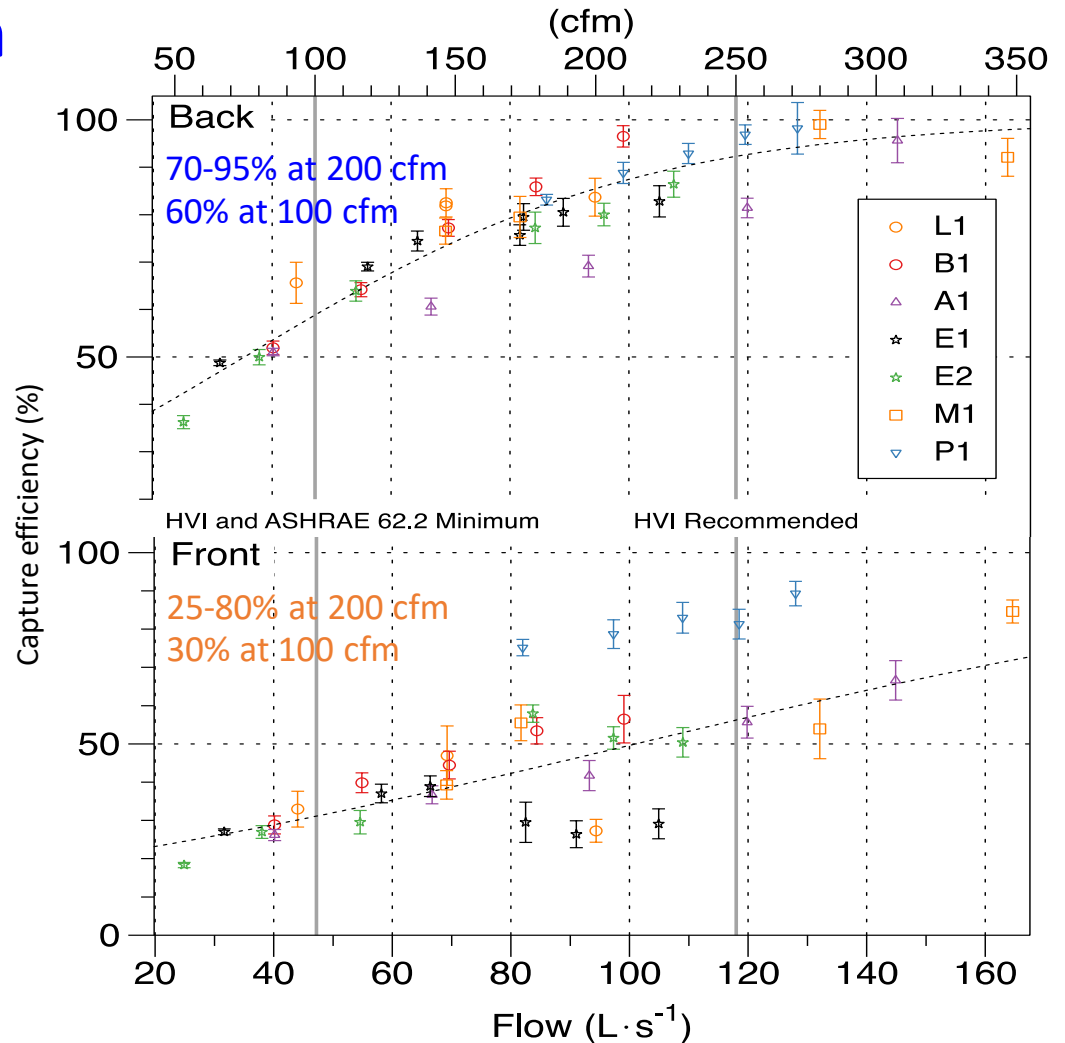 (cfm)
50 100 150 200 250 300 350
Back
70-95% at 200 cfm
60% at 100 cfm
100
50
L1
B1
A1
E1
E2
M1
P1
Capture efficiency (%)
HVI and ASHRAE 62.2 Minimum HVI Recommended
Front
25-80% at 200 cfm
30% at 100 cfm
100
50
0
20 40 60 80 100 120 140 160
Flow (L·s⁻¹)